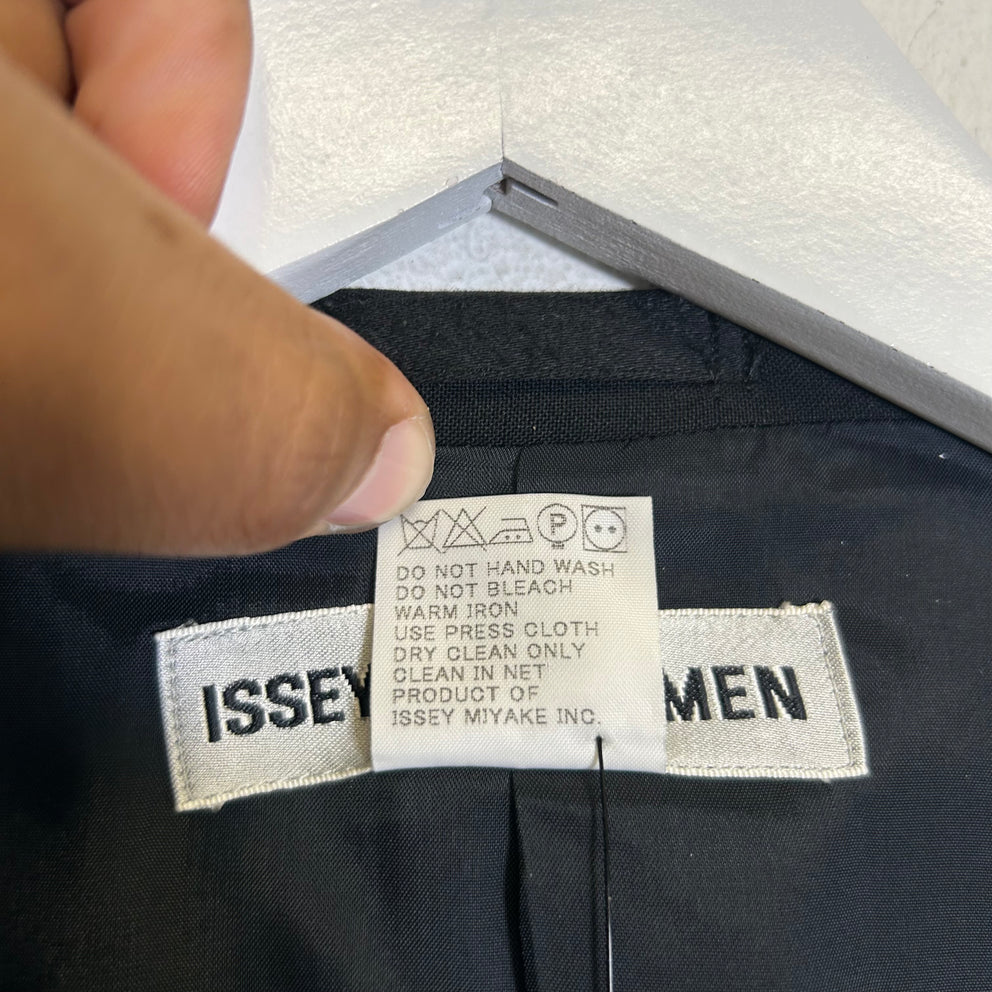 P
DO NOT HAND WASH
DO NOT BLEACH
WARM IRON
USE PRESS CLOTH
DRY CLEAN ONLY
CLEAN IN NET
PRODUCT OF
ISSEY MIYAKE INC.
ISSEY MEN